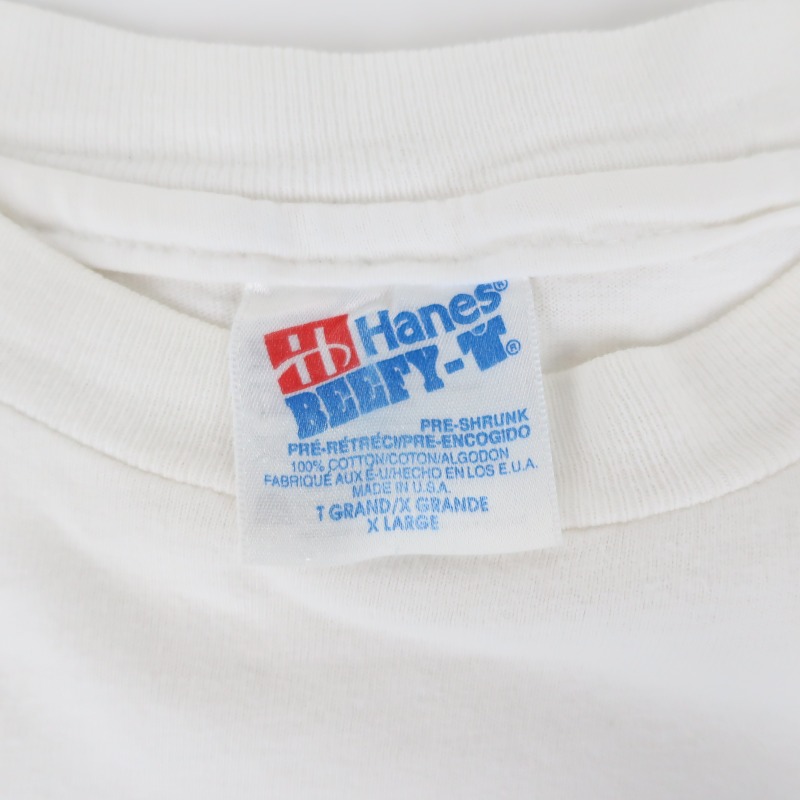 Hanes®
BEEFY-T®
PRE-SHRUNK
PRÉ-RÉTRÉCI/PRE-ENCOGIDO
100% COTTON/COTON/ALGODON
FABRIQUÉ AUX É-U/HECHO EN LOS E.U.A.
MADE IN U.S.A.
T GRAND/X GRANDE
X LARGE